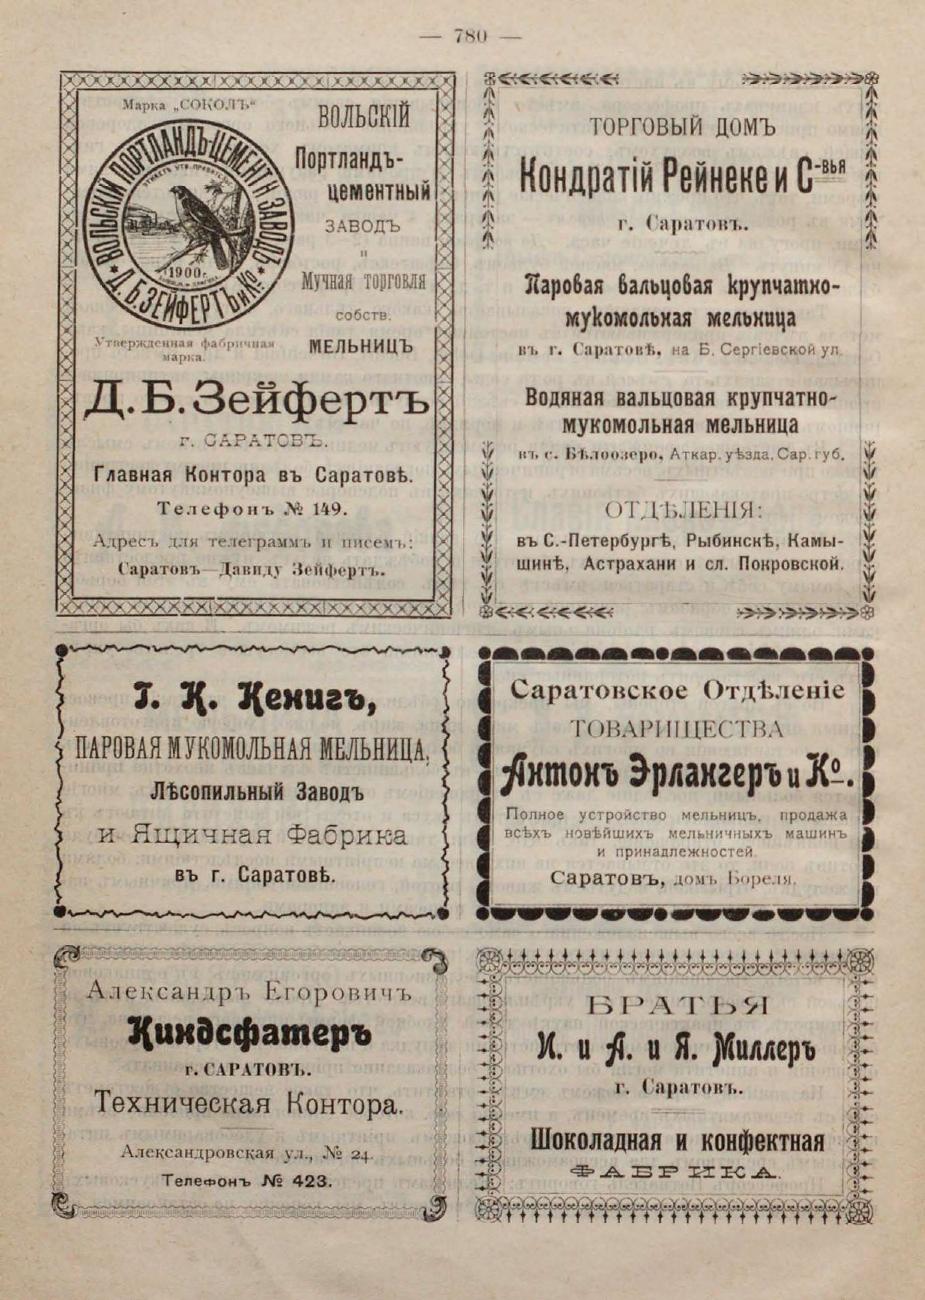 — 780 —
Марка „СОКОЛЪ“
ВОЛЬСКІЙ ПОРТЛАНДЪ-ЦЕМЕНТН ЗАВОДЪ
1900 г.
Д. Б. ЗЕЙФЕРТЪ и Ко.
Утвержденная фабричная
марка.
ВОЛЬСКІЙ
Портландъ-
цементный
ЗАВОДЪ
и
Мучная торговля
собств.
МЕЛЬНИЦЪ
Д. Б. Зейфертъ
г. САРАТОВЪ.
Главная Контора въ Саратовѣ.
Телефонъ № 149.
Адресъ для телеграммъ и писемъ:
Саратовъ—Давиду Зейфертъ.
ТОРГОВЫЙ ДОМЪ
Кондратій Рейнеке и С-вья
г. Саратовъ.
Паровая вальцовая крупчатно-
мукомольная мельница
въ г. Саратовѣ, на Б. Сергіевской ул.
Водяная вальцовая крупчатно-
мукомольная мельница
въ с. Бѣлоозеро, Аткар. уѣзда, Сар. губ.
ОТДѢЛЕНІЯ:
въ С.-Петербургѣ, Рыбинскѣ, Камы-
шинѣ, Астрахани и сл. Покровской.
Г. К. Кенигъ,
ПАРОВАЯ МУКОМОЛЬНАЯ МЕЛЬНИЦА,
Лѣсопильный Заводъ
и Ящичная Фабрика
въ г. Саратовѣ.
Саратовское Отдѣленіе
ТОВАРИЩЕСТВА
Антонъ Эрлангеръ и Ко.
Полное устройство мельницъ, продажа
всѣхъ новѣйшихъ мельничныхъ машинъ
и принадлежностей.
Саратовъ, домъ Бореля.
Александръ Егоровичъ
Киндсфатеръ
г. САРАТОВЪ.
Техническая Контора.
Александровская ул., № 24.
Телефонъ № 423.
БРАТЬЯ
И. и А. и Я. Миллеръ
г. Саратовъ.
Шоколадная и конфектная
ФАБРИКА.